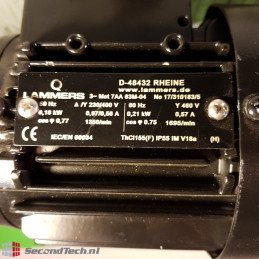 D-48432 RHEINE
www.lammers.de
LAMMERS
3~ Mot 7AA 63M-04 No 17/310183/5
50 Hz Δ/Y 230/400 V 60 Hz Y 460 V
0,18 kW 0,97/0,56 A 0,21 kW 0,57 A
cos φ 0,77 1350/min cos φ 0.75 1695/min
IEC/EN 60034 ThCl155(F) IP55 IM V18a (H)
CE
SecondTech.nl